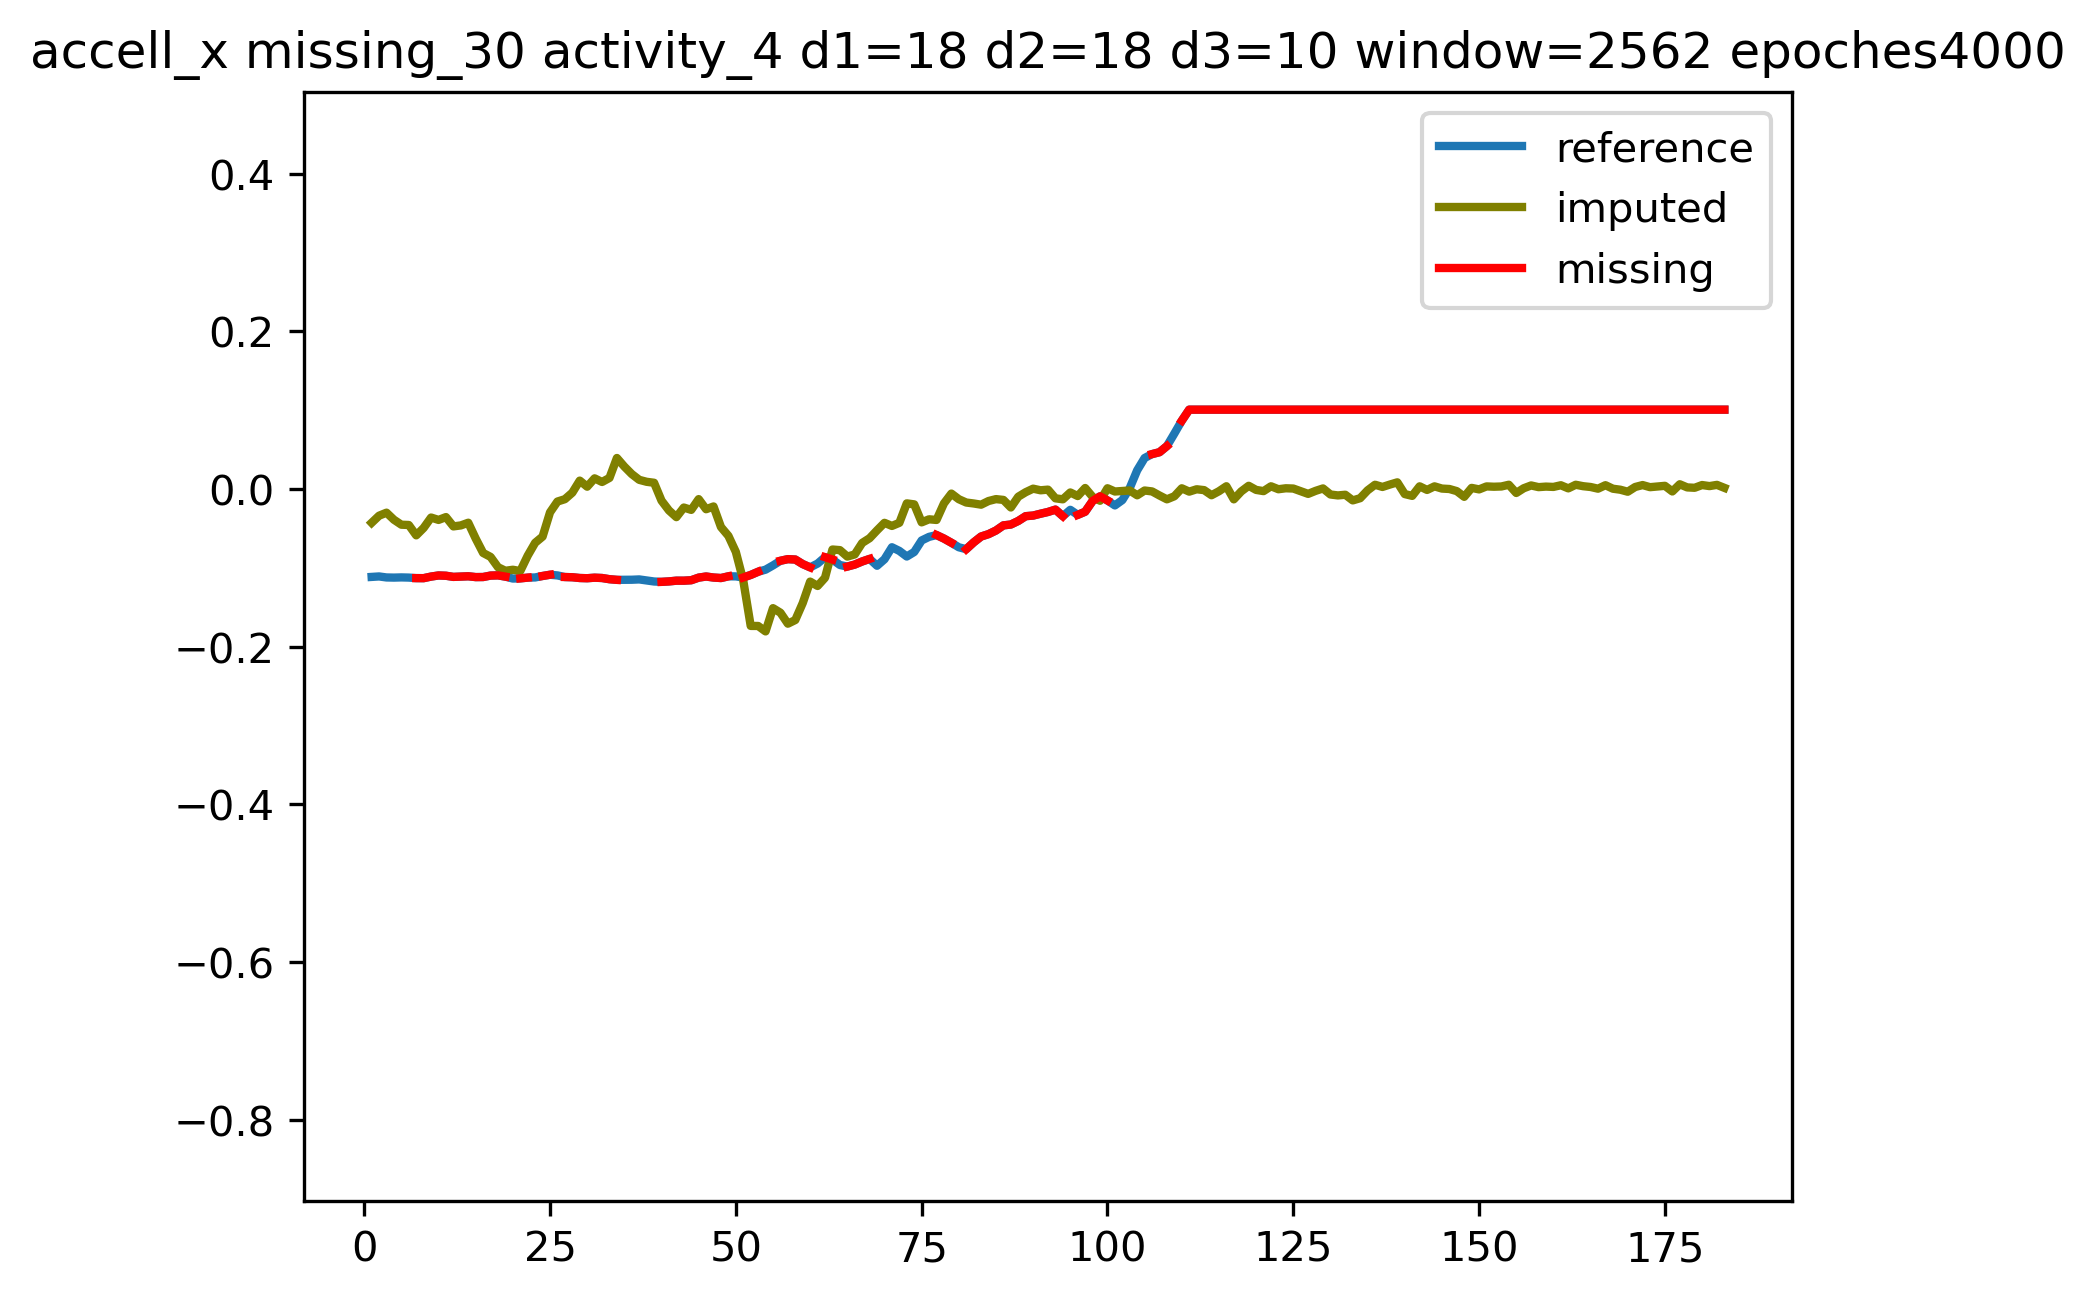 accell_x missing_30 activity_4 d1=18 d2=18 d3=10 window=2562 epoches4000
reference
imputed
missing
0.4
0.2
0.0
−0.2
−0.4
−0.6
−0.8
0 25 50 75 100 125 150 175